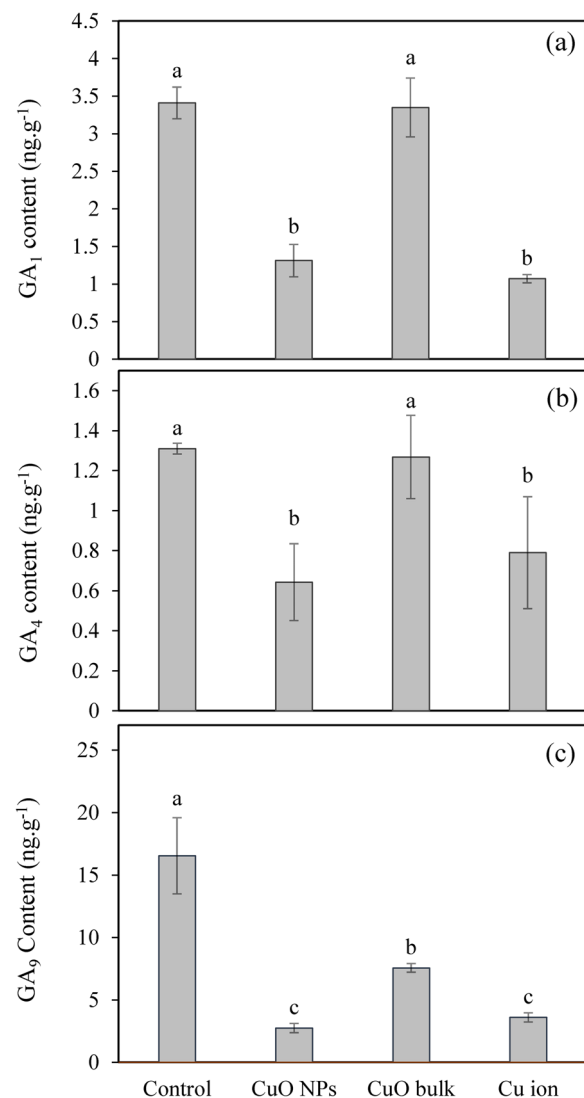 (a)
GA₁ content (ng.g⁻¹)
4.5
4
3.5
3
2.5
2
1.5
1
0.5
0
a
b
a
b
(b)
GA₄ content (ng.g⁻¹)
1.6
1.4
1.2
1
0.8
0.6
0.4
0.2
0
a
b
a
b
(c)
GA₉ Content (ng.g⁻¹)
25
20
15
10
5
0
a
c
b
c
Control CuO NPs CuO bulk Cu ion